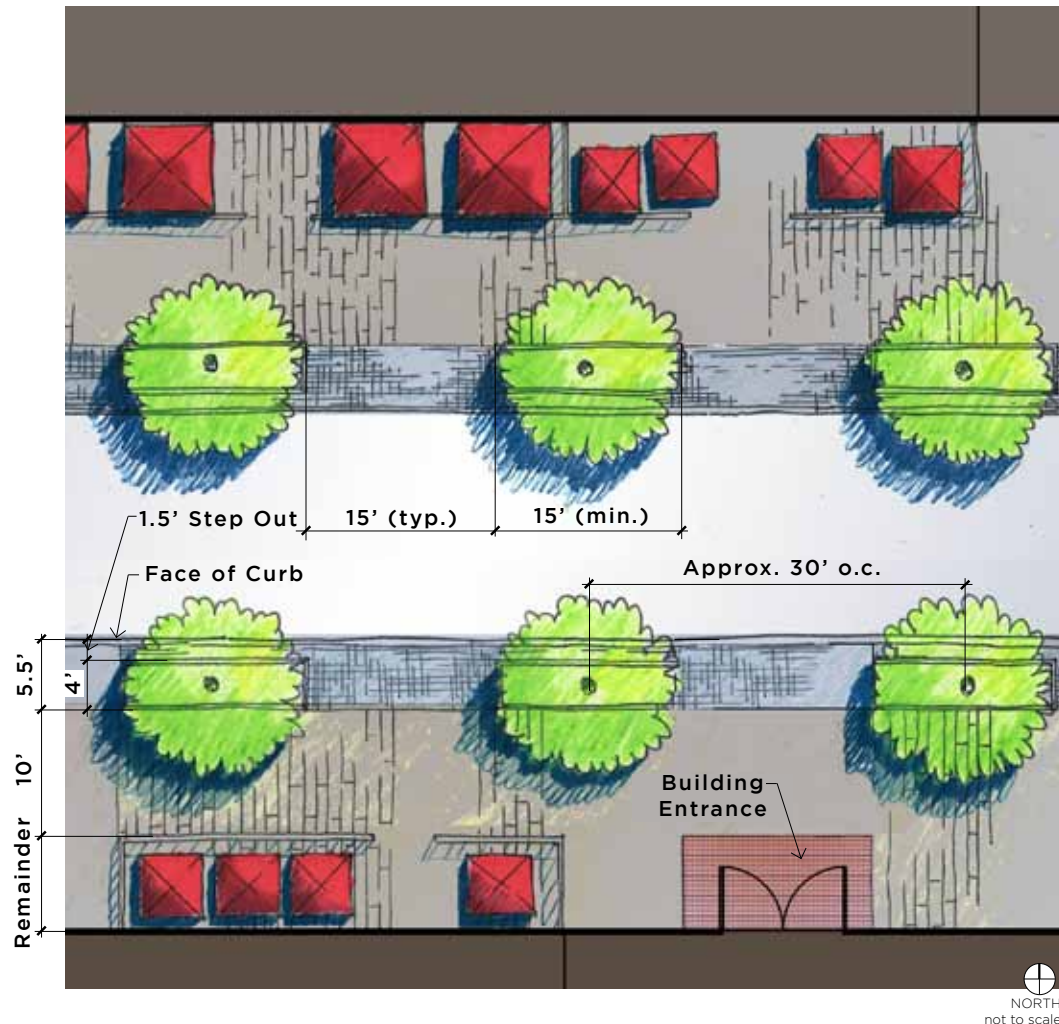 1.5’ Step Out
15’ (typ.)
15’ (min.)
Face of Curb
Approx. 30’ o.c.
5.5’
4’
10’
Remainder
Building
Entrance
NORTH
not to scale